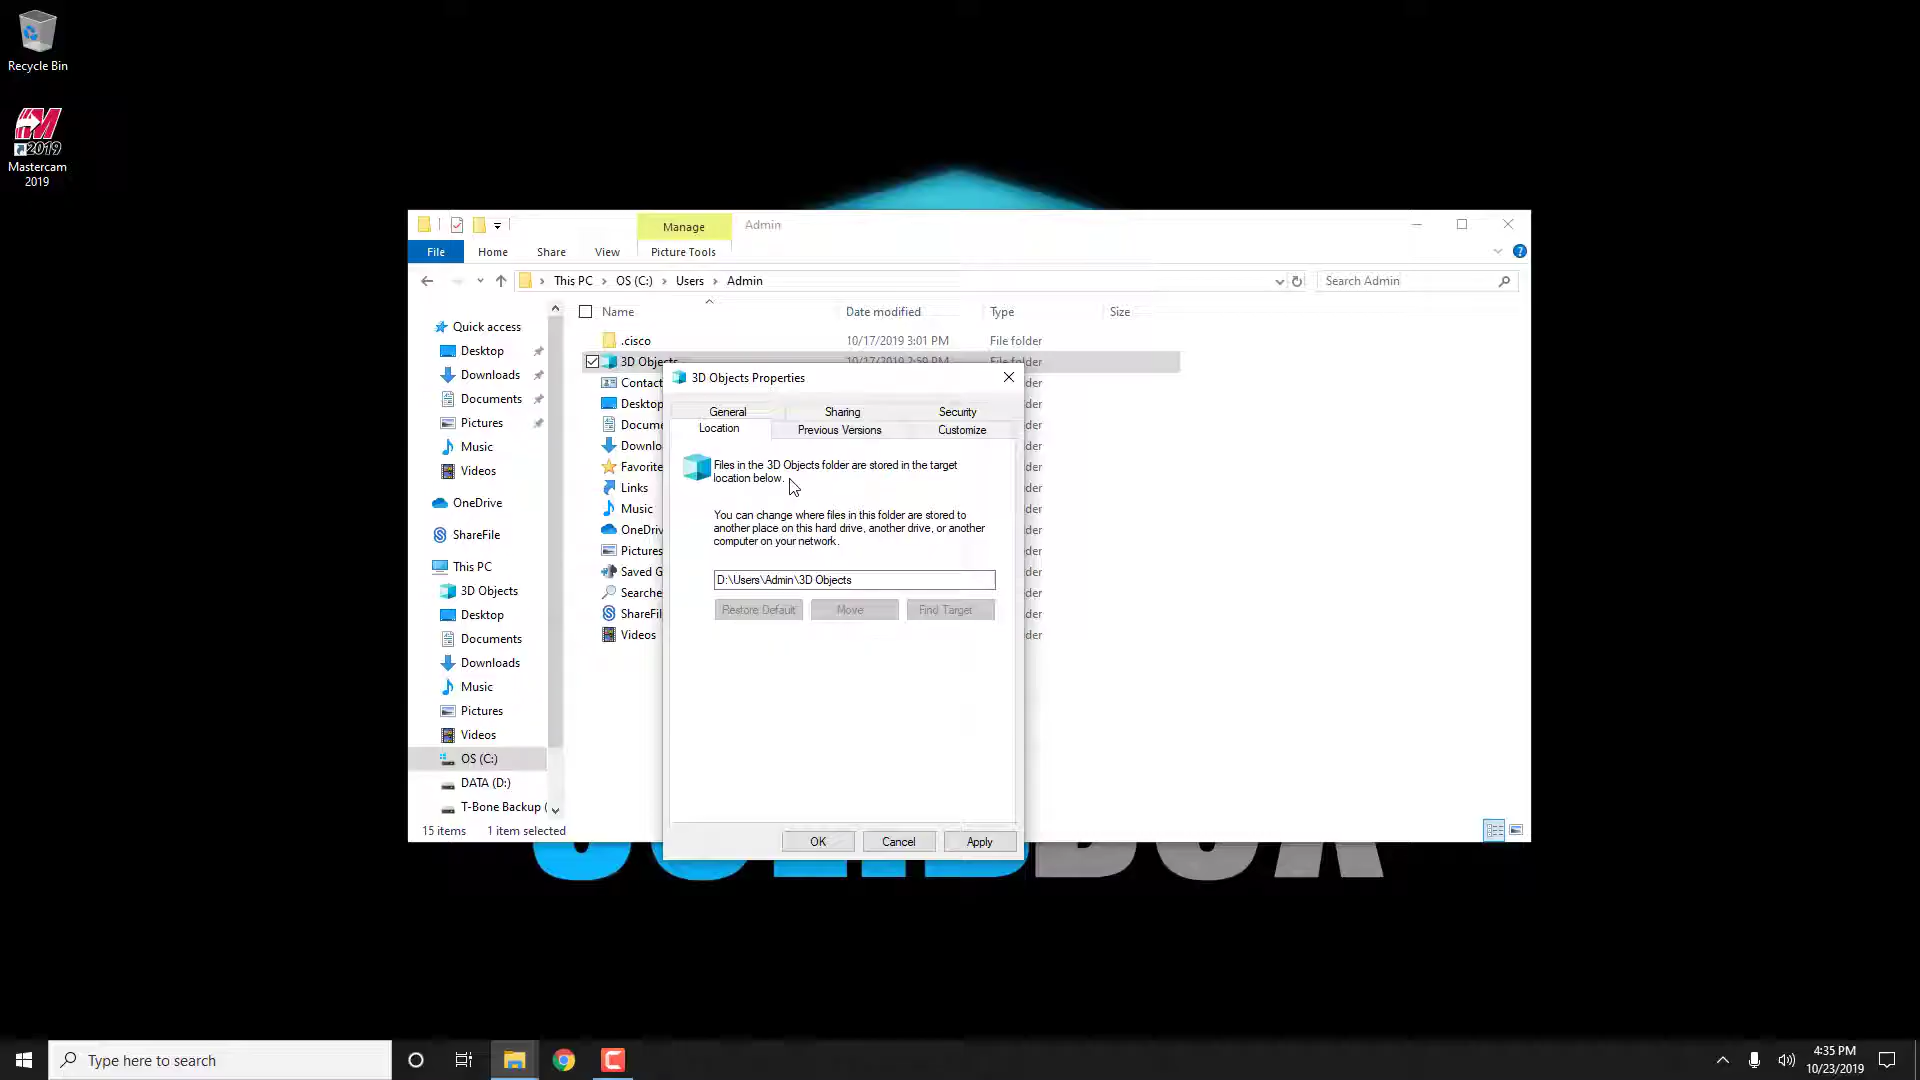 Recycle Bin
2019
Mastercam
2019
Manage
Admin
File
Home
Share
View
Picture Tools
This PC
OS (C:)
Users
Admin
Search Admin
Name
Date modified
Type
Size
Quick access
Desktop
Downloads
Documents
Pictures
Music
Videos
OneDrive
ShareFile
This PC
3D Objects
Desktop
Documents
Downloads
Music
Pictures
Videos
OS (C:)
DATA (D:)
T-Bone Backup (
.cisco
10/17/2019 3:01 PM
File folder
3D Objects
10/17/2019 2:59 PM
File folder
Contact
Desktop
Docume
Downlo
Favorite
Links
Music
OneDriv
Pictures
Saved G
Searche
ShareFil
Videos
der
der
der
der
der
der
der
der
der
der
der
der
der
3D Objects Properties
General
Sharing
Security
Location
Previous Versions
Customize
Files in the 3D Objects folder are stored in the target
location below.
You can change where files in this folder are stored to
another place on this hard drive, another drive, or another
computer on your network.
D:\Users\Admin\3D Objects
Restore Default
Move
Find Target
OK
Cancel
Apply
15 items
1 item selected
Type here to search
4:35 PM
10/23/2019